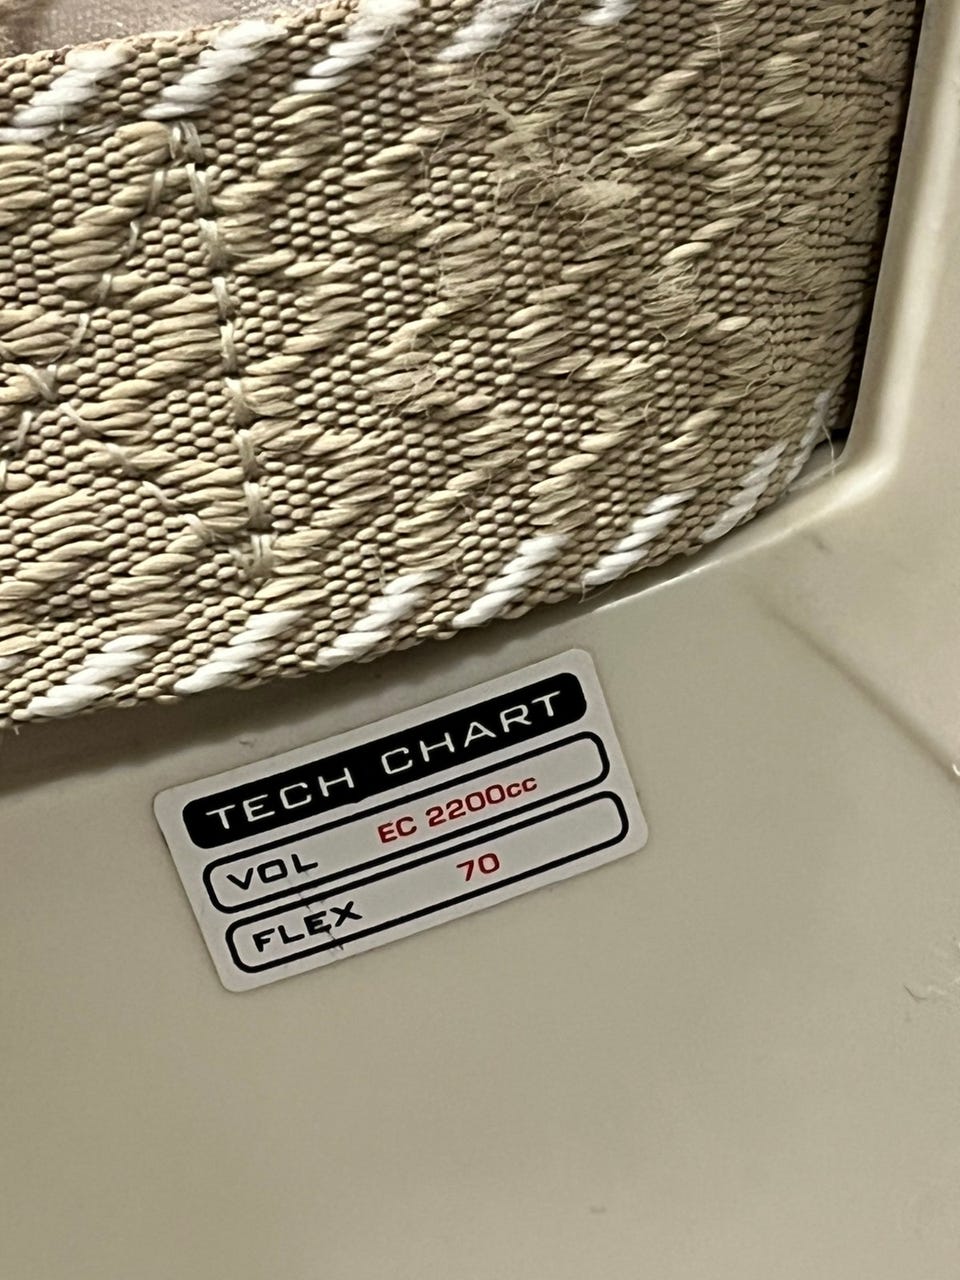 TECH CHART
VOL EC 2200cc
FLEX 70